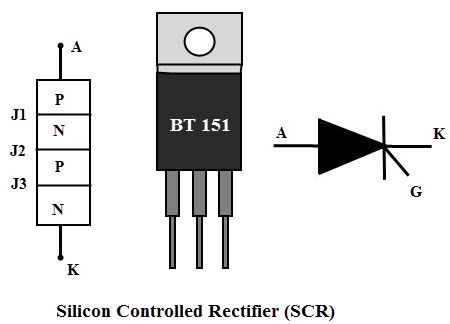 A
P
J1
N
J2
P
J3
N
K
BT 151
A
K
G
Silicon Controlled Rectifier (SCR)